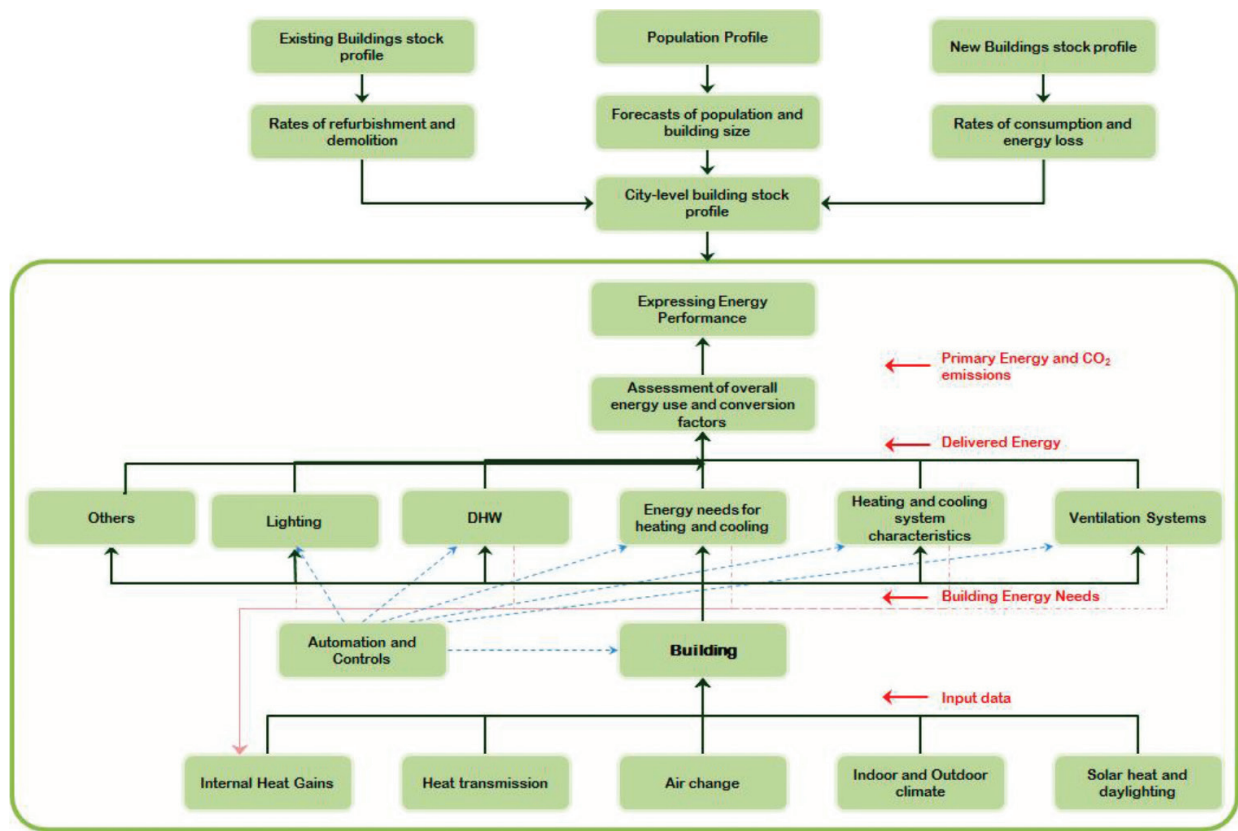 Existing Buildings stock
profile
Population Profile
New Buildings stock profile
Rates of refurbishment and
demolition
Forecasts of population and
building size
Rates of consumption and
energy loss
City-level building stock
profile
Expressing Energy
Performance
Primary Energy and CO₂
emissions
Assessment of overall
energy use and conversion
factors
Delivered Energy
Others
Lighting
DHW
Energy needs for
heating and cooling
Heating and cooling
system
characteristics
Ventilation Systems
Building Energy Needs
Automation and
Controls
Building
Input data
Internal Heat Gains
Heat transmission
Air change
Indoor and Outdoor
climate
Solar heat and
daylighting